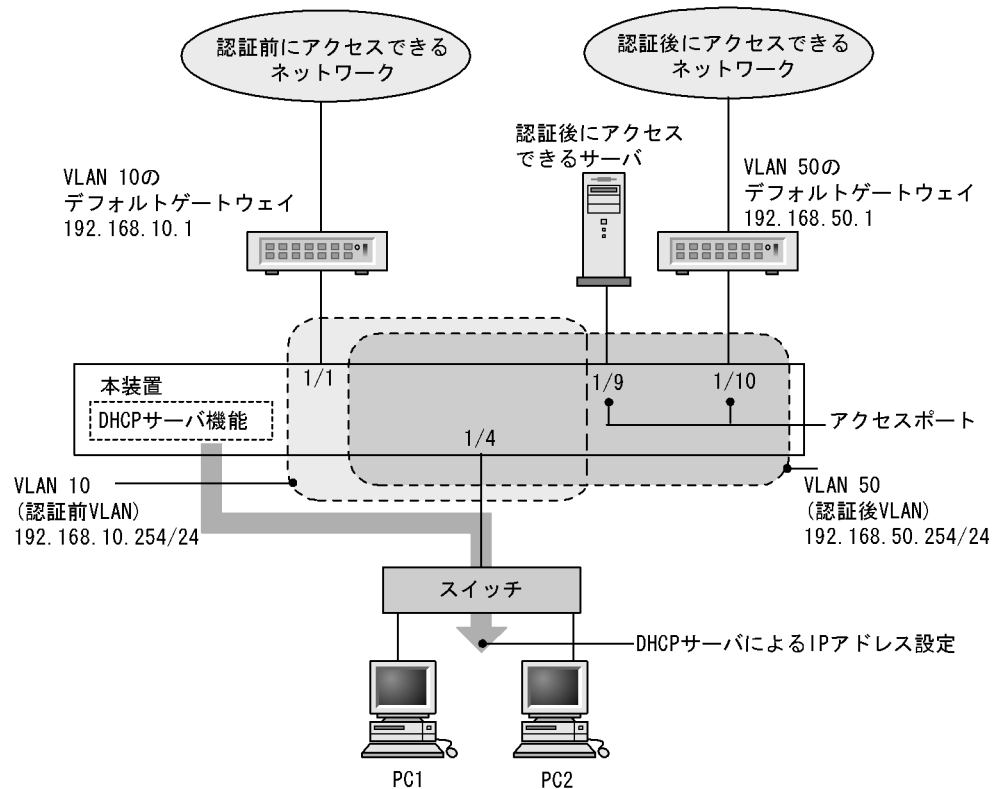 認証前にアクセスできる
ネットワーク
認証後にアクセスできる
ネットワーク
認証後にアクセス
できるサーバ
VLAN 10の
デフォルトゲートウェイ
192.168.10.1
VLAN 50の
デフォルトゲートウェイ
192.168.50.1
1/1
1/9
1/10
本装置
DHCPサーバ機能
1/4
アクセスポート
VLAN 10
(認証前VLAN)
192.168.10.254/24
VLAN 50
(認証後VLAN)
192.168.50.254/24
スイッチ
DHCPサーバによるIPアドレス設定
PC1
PC2